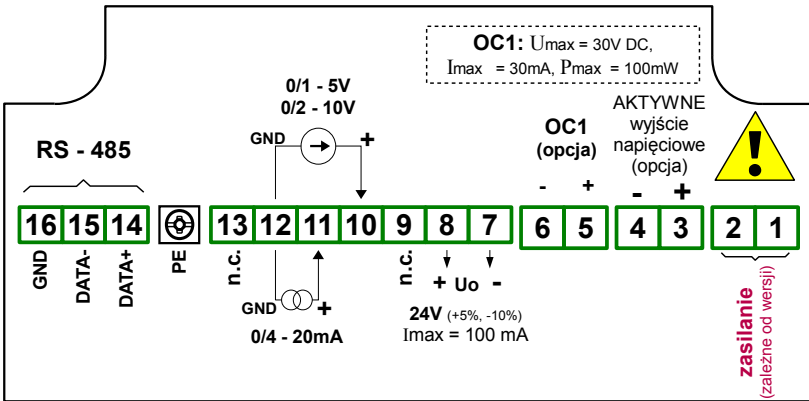 OC1: Umax = 30V DC,
Imax = 30mA, Pmax = 100mW
0/1 - 5V
0/2 - 10V
GND
+
RS - 485
OC1
(opcja)
- +
AKTYWNE
wyjście
napięciowe
(opcja)
- +
16 15 14
13 12 11 10 9 8 7
6 5
4 3
2 1
GND
DATA-
DATA+
PE
n.c.
GND
+
0/4 - 20mA
n.c.
+ Uo -
24V (+5%, -10%)
Imax = 100 mA
zasilanie
(zależne od wersji)